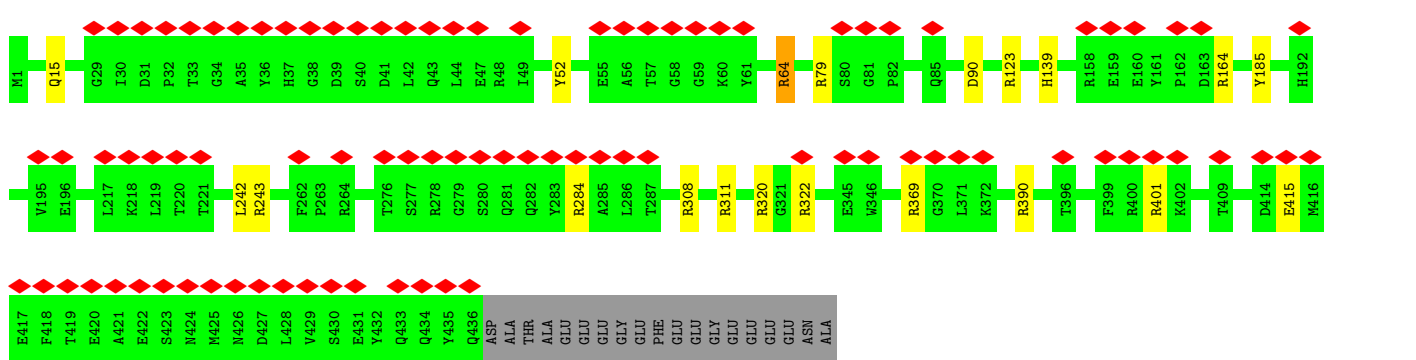 M1 Q15 G29 I30 D31 P32 T33 G34 A35 Y36 H37 G38 D39 S40 D41 L42 Q43 L44 E47 R48 I49 Y52 E55 A56 T57 G58 G59 K60 Y61 R64 R79 S80 G81 P82 Q85 D90 R123 H139 R158 E159 E160 Y161 P162 D163 R164 Y185 H192
V195 E196 L217 K218 L219 T220 T221 L242 R243 F262 P263 R264 T276 S277 R278 G279 S280 Q281 Q282 Y283 R284 A285 L286 T287 R308 R311 R320 G321 R322 E345 W346 R369 G370 L371 K372 R390 T396 F399 R400 R401 K402 T409 D414 E415 M416
E417 F418 T419 E420 A421 E422 S423 N424 M425 N426 D427 L428 V429 S430 E431 Y432 Q433 Q434 Y435 Q436 ASP ALA THR ALA GLU GLU GLU GLY GLU PHE GLU GLU GLU GLY GLU GLU GLU GLU ASN ALA